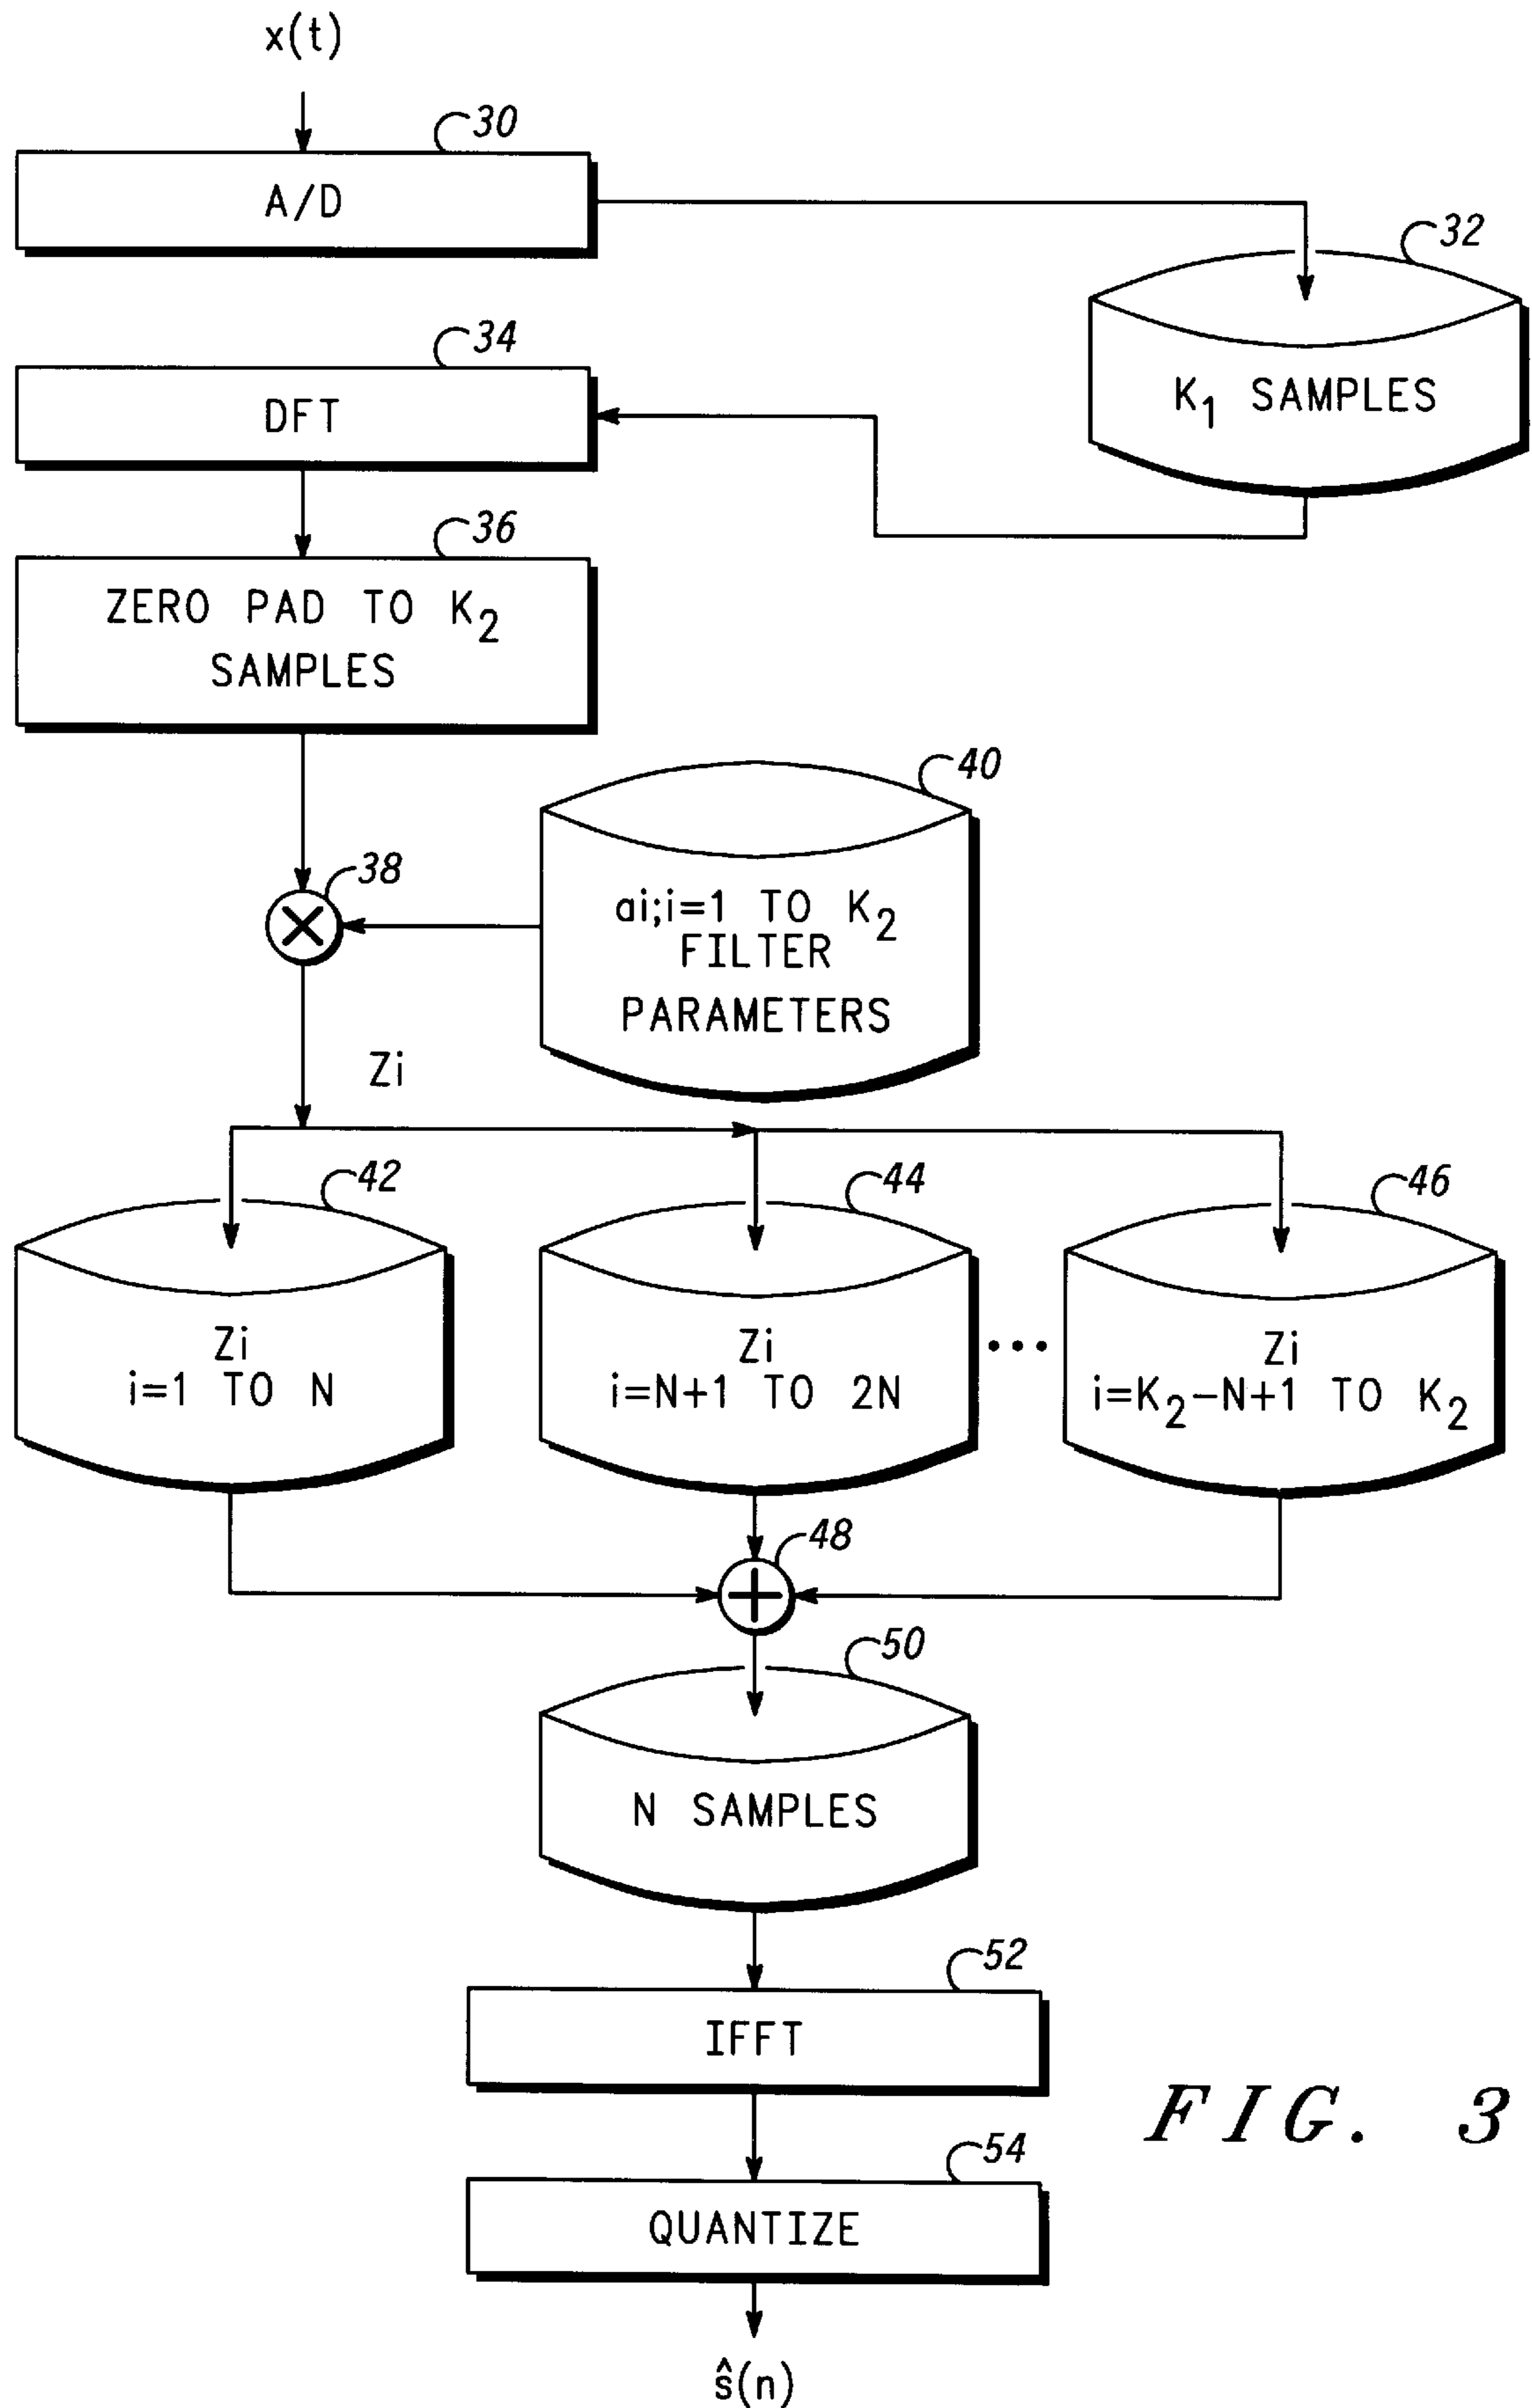 x(t)
30
A/D
32
K₁ SAMPLES
34
DFT
36
ZERO PAD TO K₂
SAMPLES
40
ai;i=1 TO K₂
FILTER
PARAMETERS
38
Zi
42
Zi
i=1 TO N
44
Zi
i=N+1 TO 2N
...
46
Zi
i=K₂-N+1 TO K₂
48
50
N SAMPLES
52
IFFT
54
QUANTIZE
ŝ(n)
FIG. 3